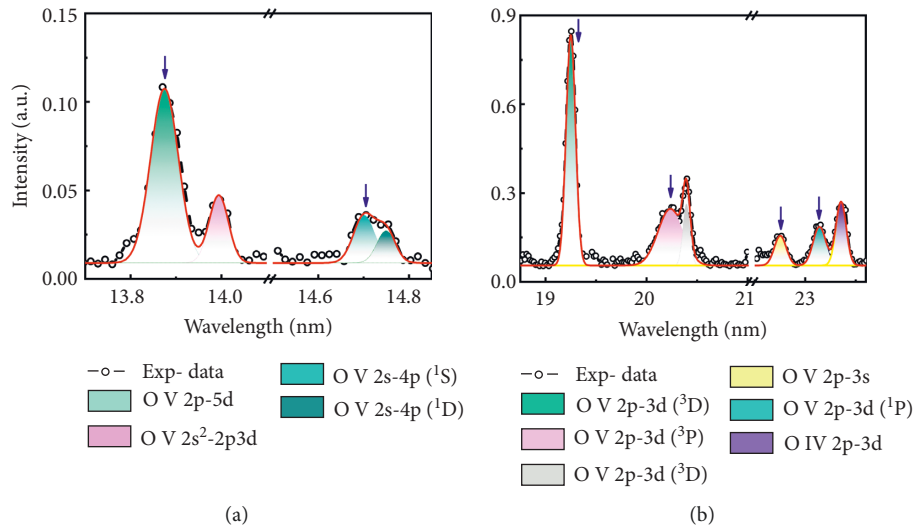 Intensity (a.u.)
0.15
0.10
0.05
0.00
13.8
14.0
14.6
14.8
Wavelength (nm)
Exp- data
O V 2p-5d
O V 2s²-2p3d
O V 2s-4p (¹S)
O V 2s-4p (¹D)
(a)
0.9
0.6
0.3
0.0
19
20
21
23
Wavelength (nm)
Exp- data
O V 2p-3d (³D)
O V 2p-3d (³P)
O V 2p-3d (³D)
O V 2p-3s
O V 2p-3d (¹P)
O IV 2p-3d
(b)